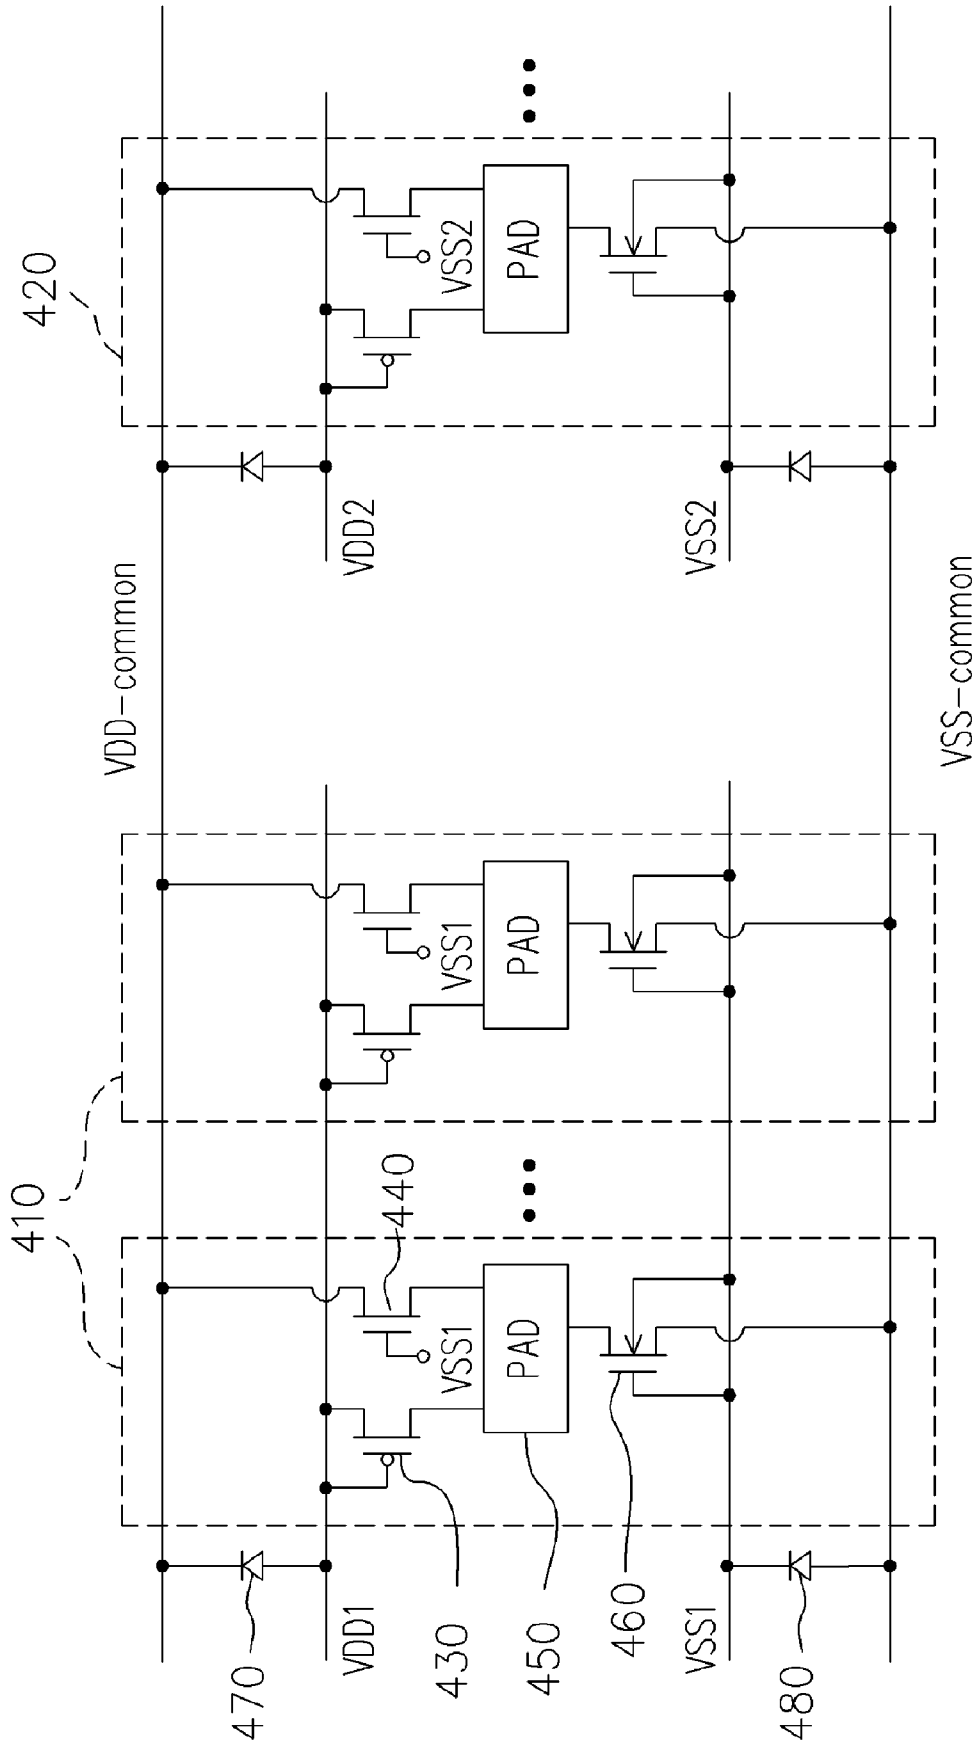 410
420
VDD-common
470
VDD1
VDD2
430
440
VSS1
VSS1
VSS2
450
PAD
PAD
PAD
460
VSS1
VSS2
480
VSS-common